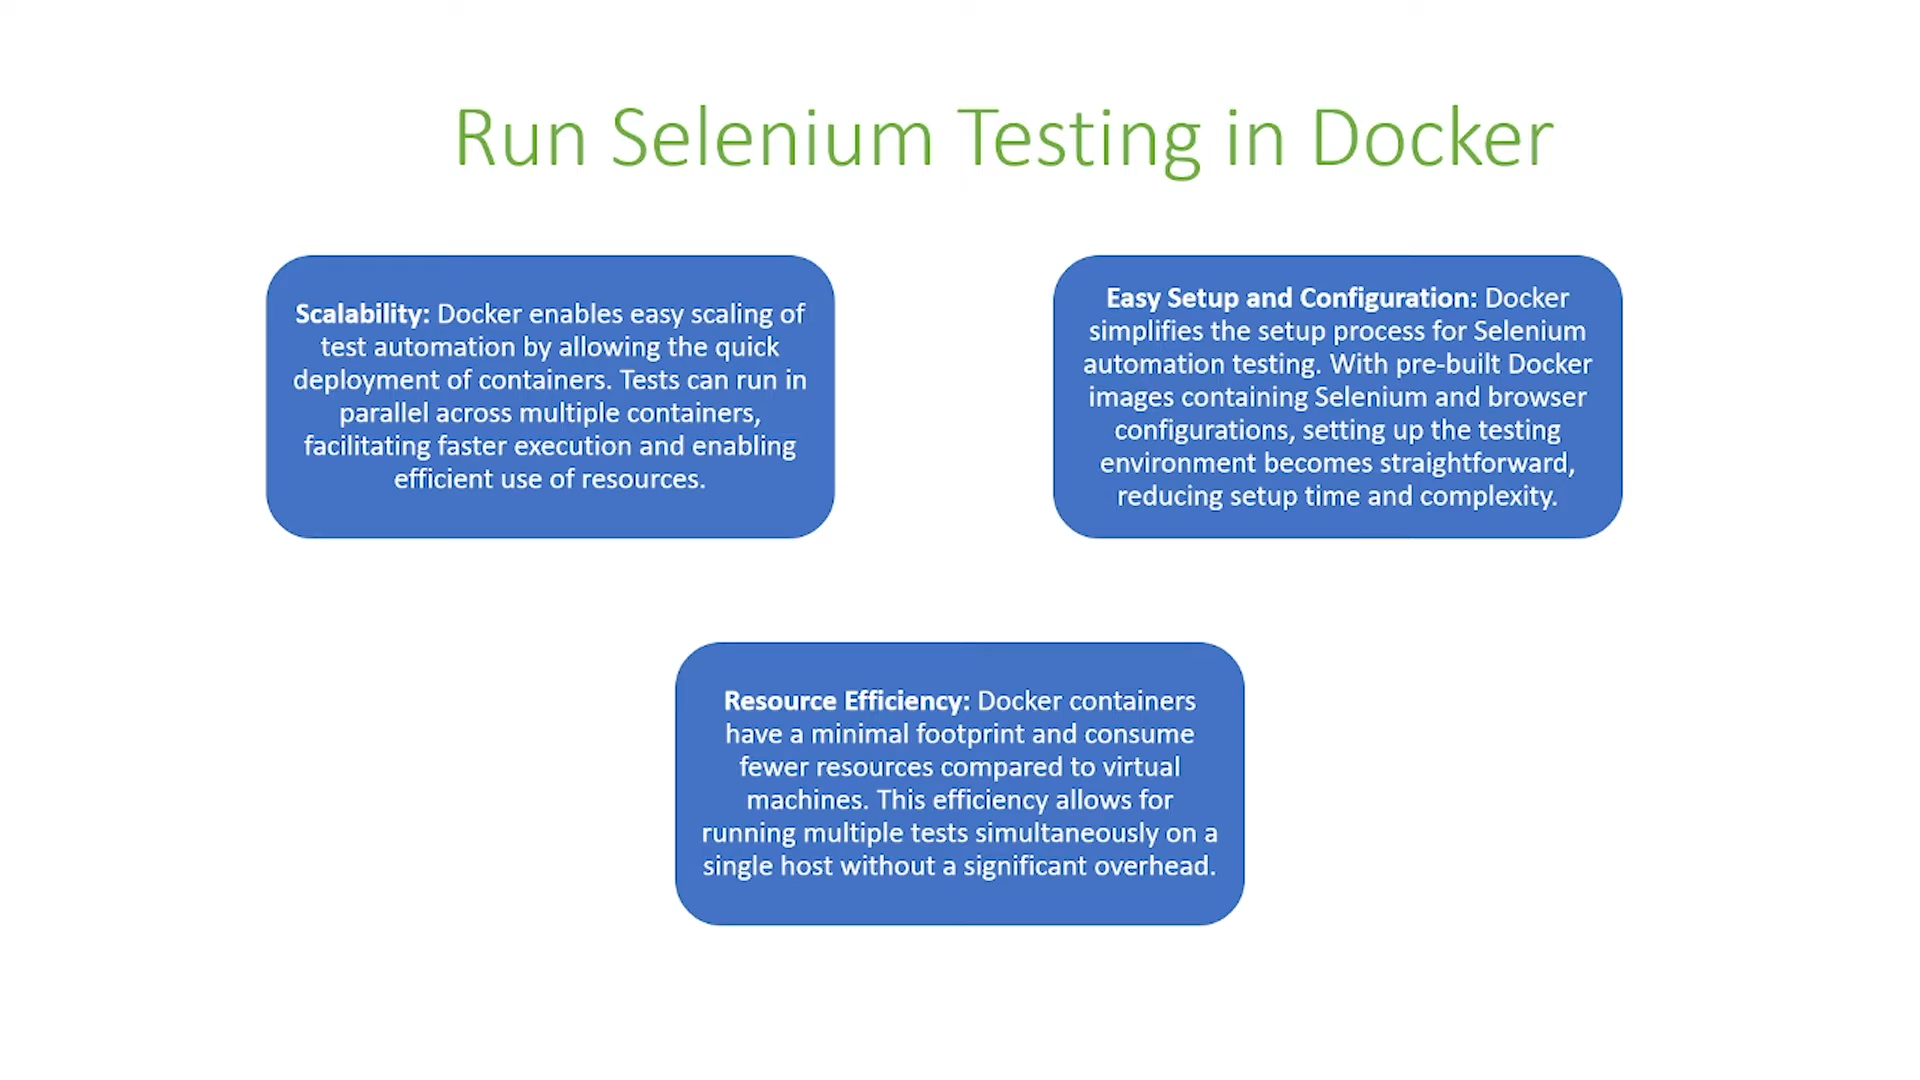 Run Selenium Testing in Docker
Scalability: Docker enables easy scaling of
test automation by allowing the quick
deployment of containers. Tests can run in
parallel across multiple containers,
facilitating faster execution and enabling
efficient use of resources.
Easy Setup and Configuration: Docker
simplifies the setup process for Selenium
automation testing. With pre-built Docker
images containing Selenium and browser
configurations, setting up the testing
environment becomes straightforward,
reducing setup time and complexity.
Resource Efficiency: Docker containers
have a minimal footprint and consume
fewer resources compared to virtual
machines. This efficiency allows for
running multiple tests simultaneously on a
single host without a significant overhead.